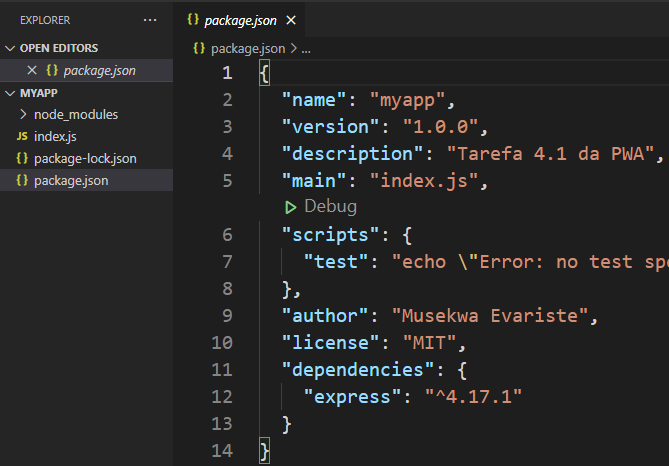 EXPLORER ...
OPEN EDITORS
package.json
MYAPP
node_modules
JS index.js
{} package-lock.json
{} package.json
{} package.json
{} package.json > ...
1 {
2 "name": "myapp",
3 "version": "1.0.0",
4 "description": "Tarefa 4.1 da PWA",
5 "main": "index.js",
Debug
6 "scripts": {
7 "test": "echo \"Error: no test
8 },
9 "author": "Musekwa Evariste",
10 "license": "MIT",
11 "dependencies": {
12 "express": "^4.17.1"
13 }
14 }